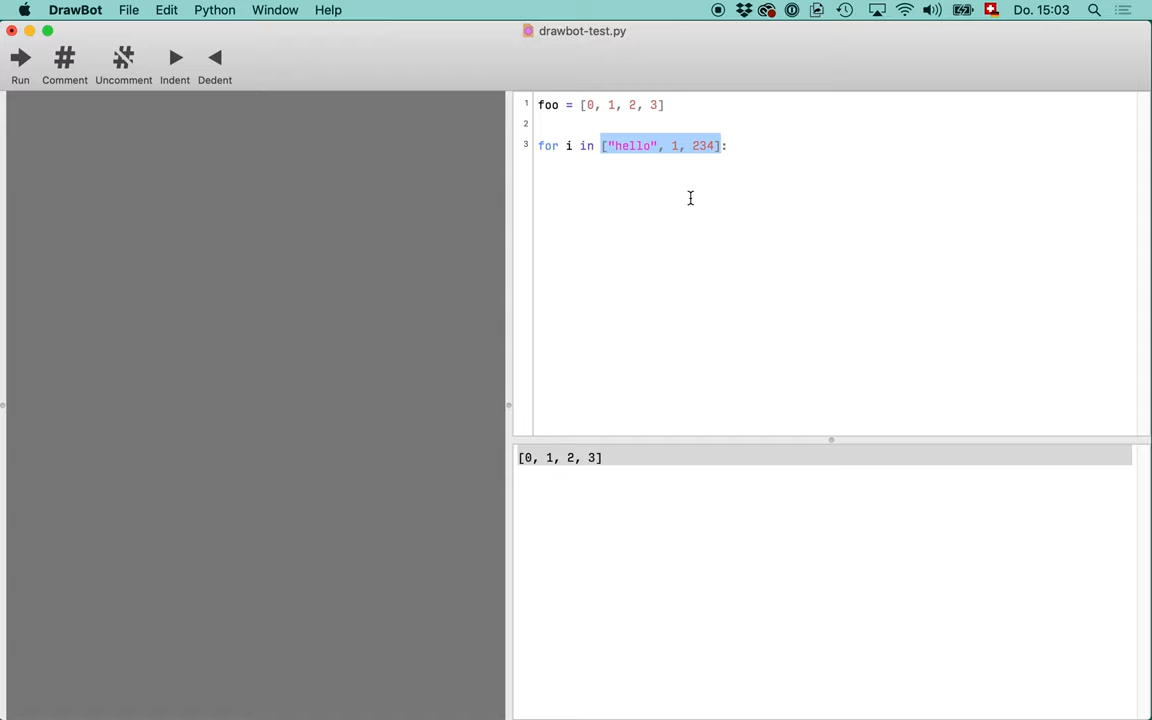 DrawBot File Edit Python Window Help Do. 15:03
drawbot-test.py
Run Comment Uncomment Indent Dedent
1 foo = [0, 1, 2, 3]
2
3 for i in ["hello", 1, 234]:
[0, 1, 2, 3]